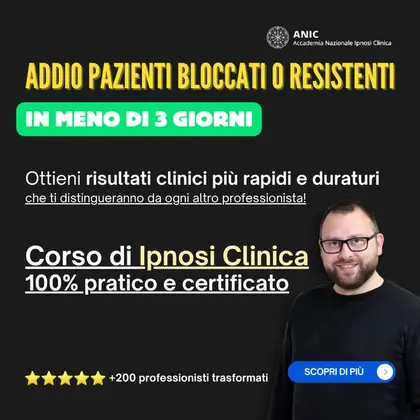 ANIC
Accademia Nazionale Ipnosi Clinica
ADDIO PAZIENTI BLOCCATI O RESISTENTI
IN MENO DI 3 GIORNI
Ottieni risultati clinici più rapidi e duraturi
che ti distingueranno da ogni altro professionista!
Corso di Ipnosi Clinica
100% pratico e certificato
+200 professionisti trasformati
SCOPRI DI PIÙ